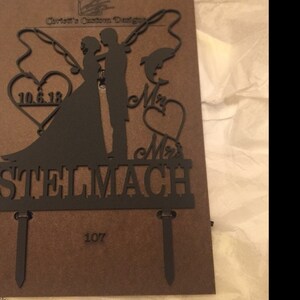 Christi's Custom Designs
10.6.18
Mr
Mrs
STELMACH
107